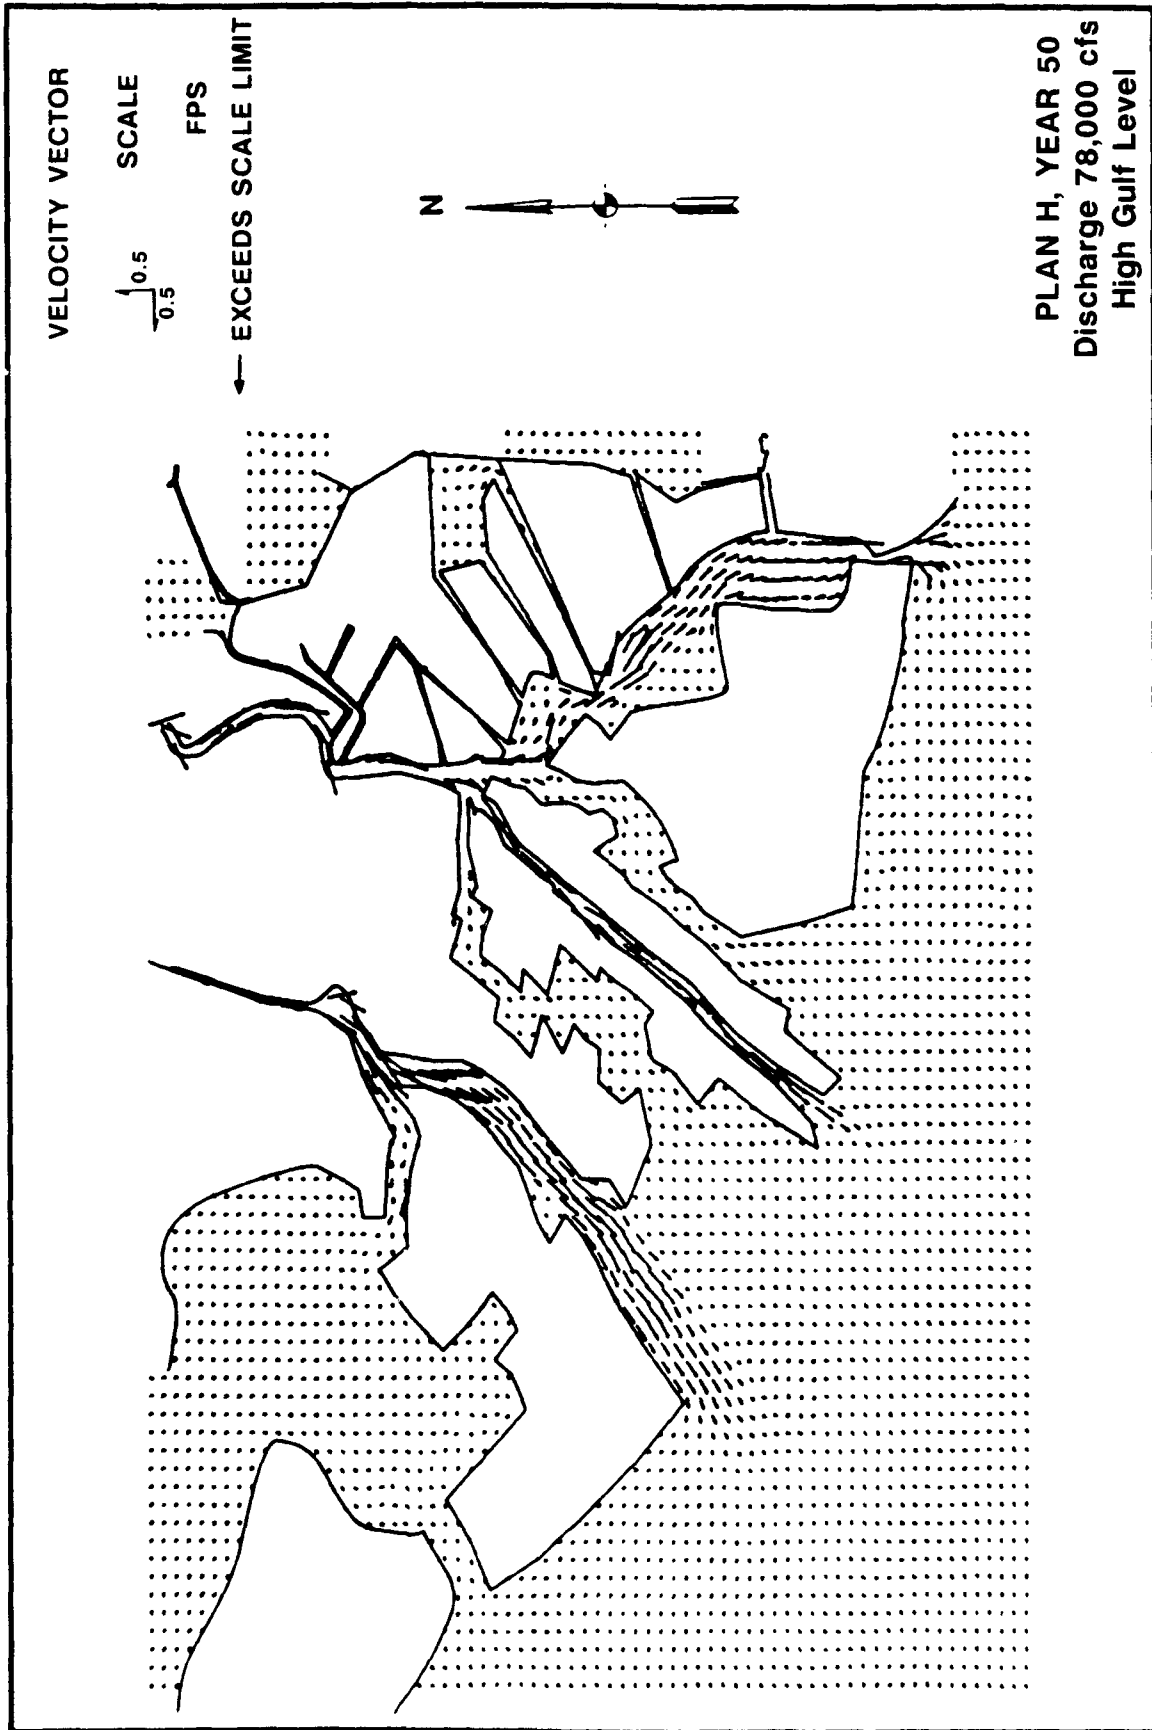 VELOCITY VECTOR
SCALE
0.5
0.5
FPS
← EXCEEDS SCALE LIMIT
N
PLAN H, YEAR 50
Discharge 78,000 cfs
High Gulf Level